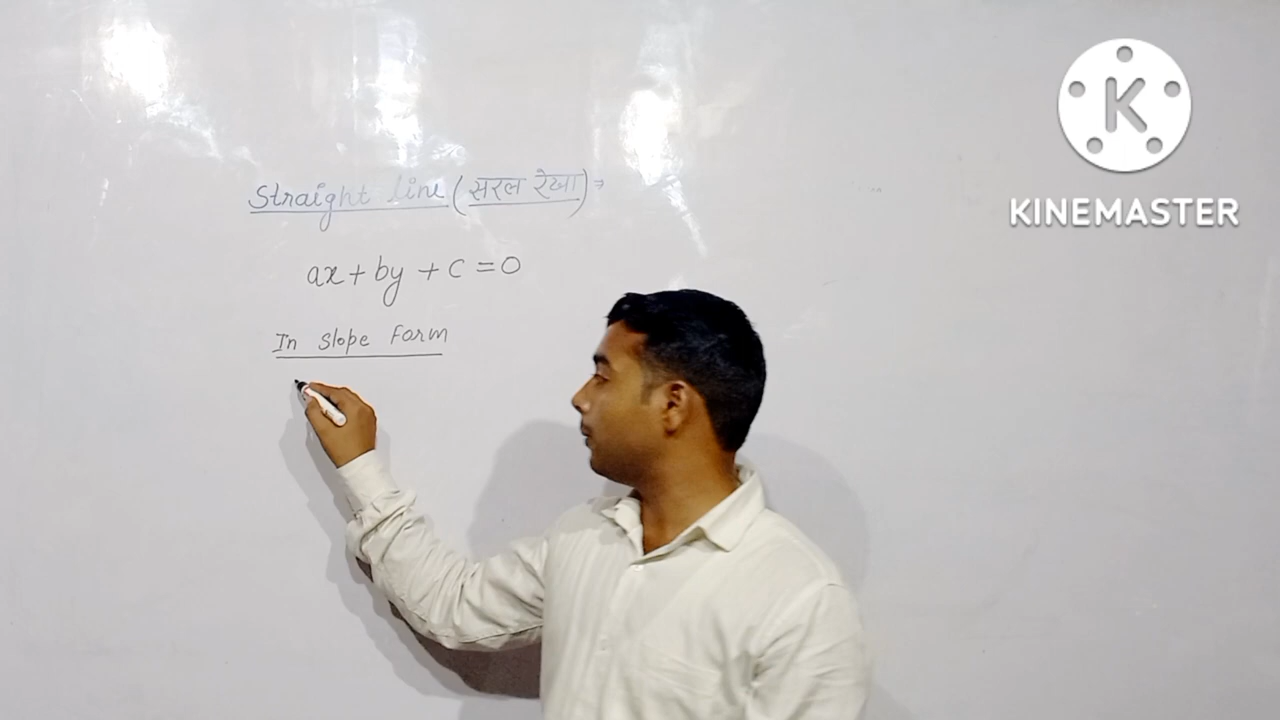 Straight line (सरल रेखा) ⇒
ax + by + c = 0
In slope Form
K
KINEMASTER